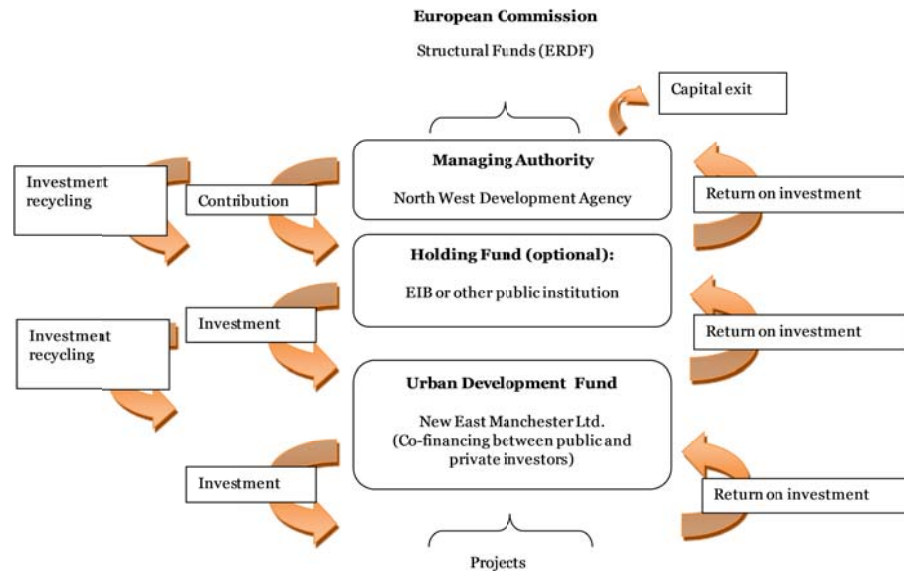 European Commission
Structural Funds (ERDF)
Capital exit
Managing Authority
North West Development Agency
Investment
recycling
Contribution
Return on investment
Holding Fund (optional):
EIB or other public institution
Investment
recycling
Investment
Return on investment
Urban Development Fund
New East Manchester Ltd.
(Co-financing between public and
private investors)
Investment
Return on investment
Projects